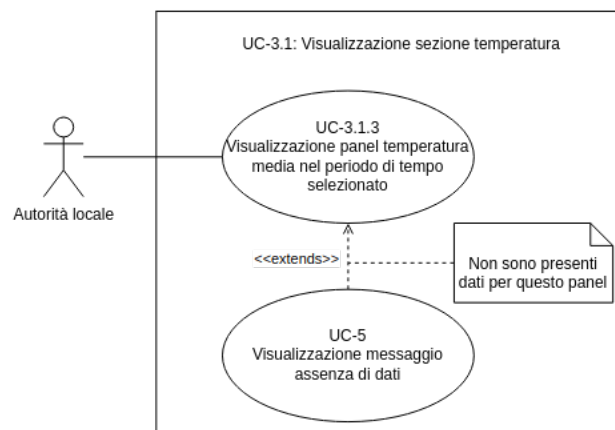 UC-3.1: Visualizzazione sezione temperatura
UC-3.1.3
Visualizzazione panel temperatura
media nel periodo di tempo
selezionato
Autorità locale
<<extends>>
Non sono presenti
dati per questo panel
UC-5
Visualizzazione messaggio
assenza di dati